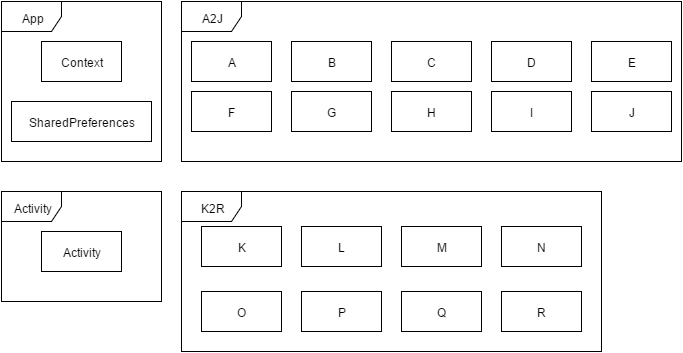 App
Context
SharedPreferences
A2J
A B C D E
F G H I J
Activity
Activity
K2R
K L M N
O P Q R